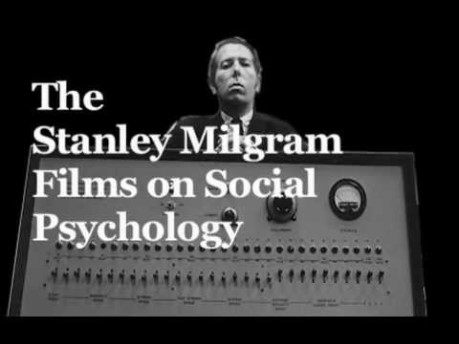 The
Stanley Milgram
Films on Social
Psychology